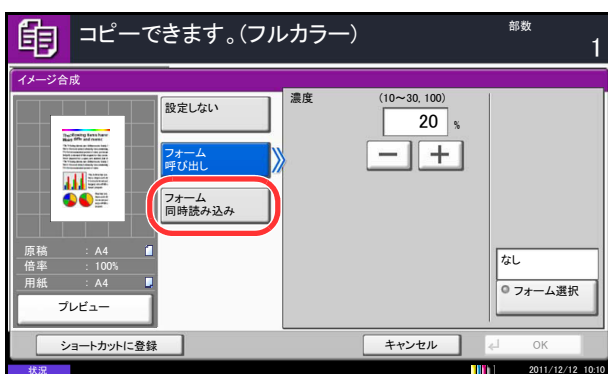 コピーできます。(フルカラー)
部数
1
イメージ合成
設定しない
フォーム
呼び出し
フォーム
同時読み込み
濃度
(10～30, 100)
20 %
原稿 : A4
倍率 : 100%
用紙 : A4
プレビュー
なし
フォーム選択
ショートカットに登録
キャンセル
OK
状況
2011/12/12 10:10